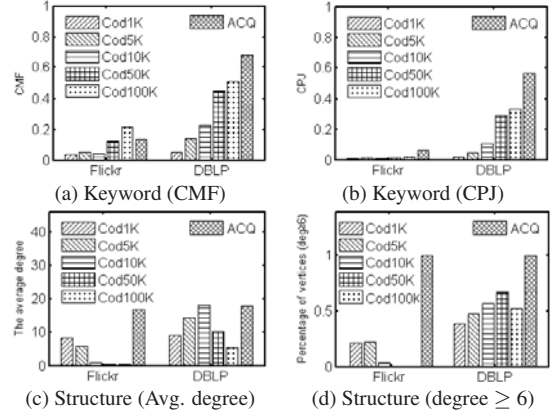 1
0.8
0.6
0.4
0.2
0
CMF
Cod1K
Cod5K
Cod10K
Cod50K
Cod100K
ACQ
Flickr
DBLP
(a) Keyword (CMF)
1
0.8
0.6
0.4
0.2
0
CPJ
Cod1K
Cod5K
Cod10K
Cod50K
Cod100K
ACQ
Flickr
DBLP
(b) Keyword (CPJ)
40
30
20
10
0
The average degree
Cod1K
Cod5K
Cod10K
Cod50K
Cod100K
ACQ
Flickr
DBLP
(c) Structure (Avg. degree)
1
0.5
0
Percentage of vertices (deg≥6)
Cod1K
Cod5K
Cod10K
Cod50K
Cod100K
ACQ
Flickr
DBLP
(d) Structure (degree ≥ 6)